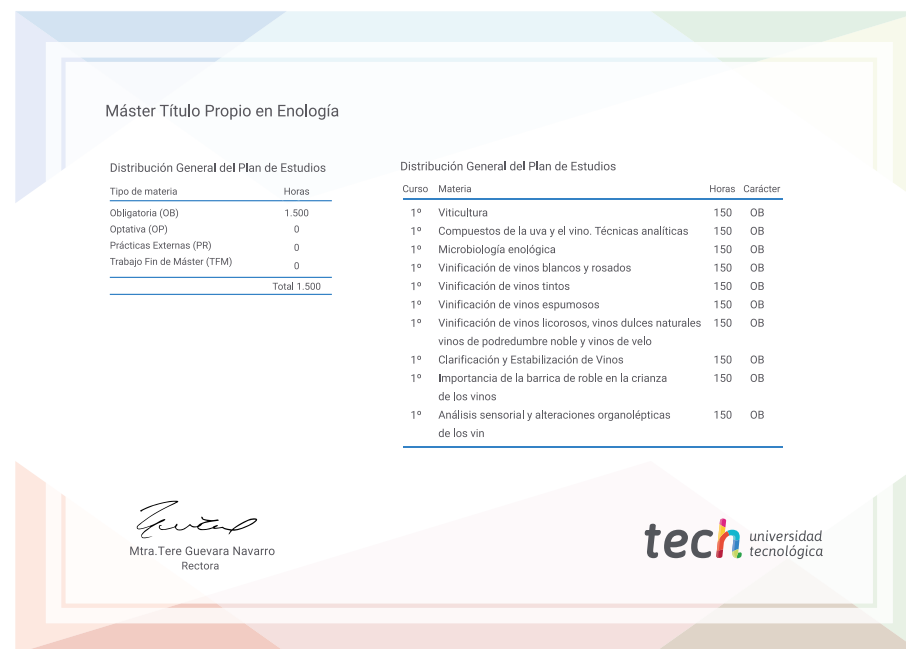 Máster Título Propio en Enología
Distribución General del Plan de Estudios
Tipo de materia Horas
Obligatoria (OB) 1.500
Optativa (OP) 0
Prácticas Externas (PR) 0
Trabajo Fin de Máster (TFM) 0
Total 1.500
Distribución General del Plan de Estudios
Curso Materia Horas Carácter
1º Viticultura 150 OB
1º Compuestos de la uva y el vino. Técnicas analíticas 150 OB
1º Microbiología enológica 150 OB
1º Vinificación de vinos blancos y rosados 150 OB
1º Vinificación de vinos tintos 150 OB
1º Vinificación de vinos espumosos 150 OB
1º Vinificación de vinos licorosos, vinos dulces naturales 150 OB
vinos de podredumbre noble y vinos de velo
1º Clarificación y Estabilización de Vinos 150 OB
1º Importancia de la barrica de roble en la crianza 150 OB
de los vinos
1º Análisis sensorial y alteraciones organolépticas 150 OB
de los vin
Mtra.Tere Guevara Navarro
Rectora
tech universidad
tecnológica